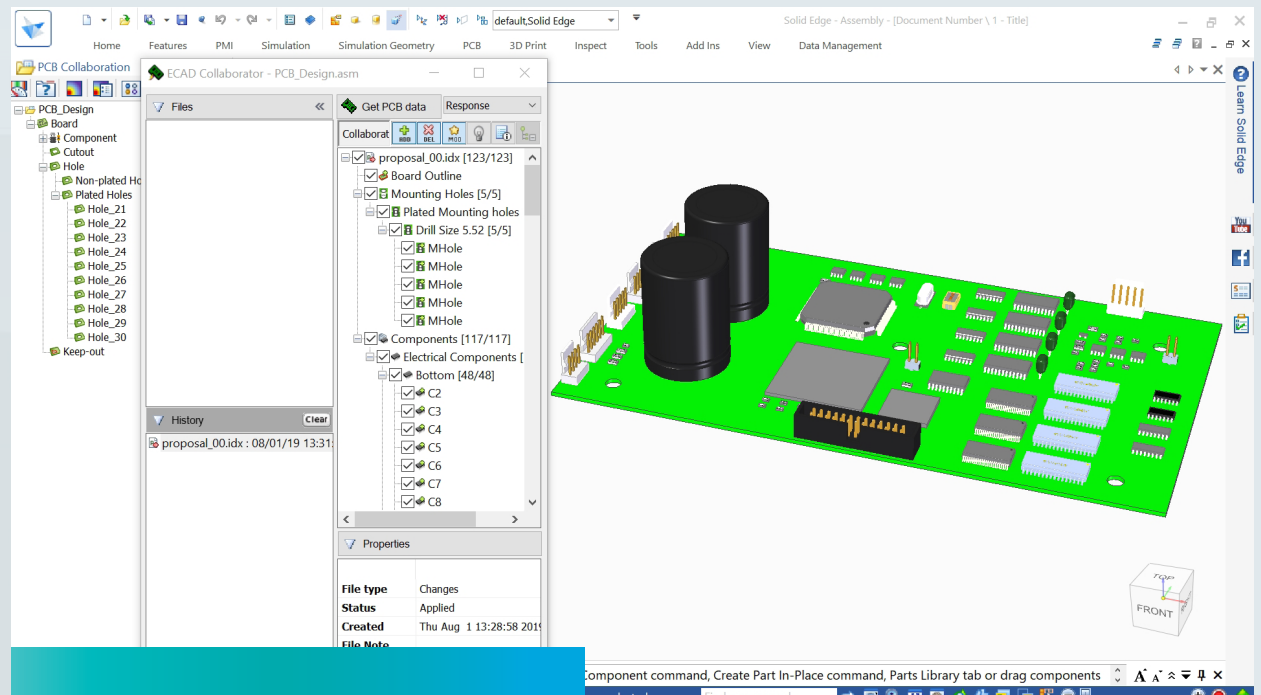 default,Solid Edge
Solid Edge - Assembly - [Document Number \ 1 - Title]
Home Features PMI Simulation Simulation Geometry PCB 3D Print Inspect Tools Add Ins View Data Management
PCB Collaboration
PCB_Design
Board
Component
Cutout
Hole
Non-plated Ho
Plated Holes
Hole_21
Hole_22
Hole_23
Hole_24
Hole_25
Hole_26
Hole_27
Hole_28
Hole_29
Hole_30
Keep-out
ECAD Collaborator - PCB_Design.asm
Files
History
Clear
proposal_00.idx : 08/01/19 13:31:
Get PCB data
Response
Collaborat
ADD DEL MOD
proposal_00.idx [123/123]
Board Outline
Mounting Holes [5/5]
Plated Mounting holes
Drill Size 5.52 [5/5]
MHole
MHole
MHole
MHole
MHole
Components [117/117]
Electrical Components [
Bottom [48/48]
C2
C3
C4
C5
C6
C7
C8
Properties
File type Changes
Status Applied
Created Thu Aug 1 13:28:58 2019
File Note
Learn Solid Edge
You
Tube
TOP
FRONT
Component command, Create Part In-Place command, Parts Library tab or drag components